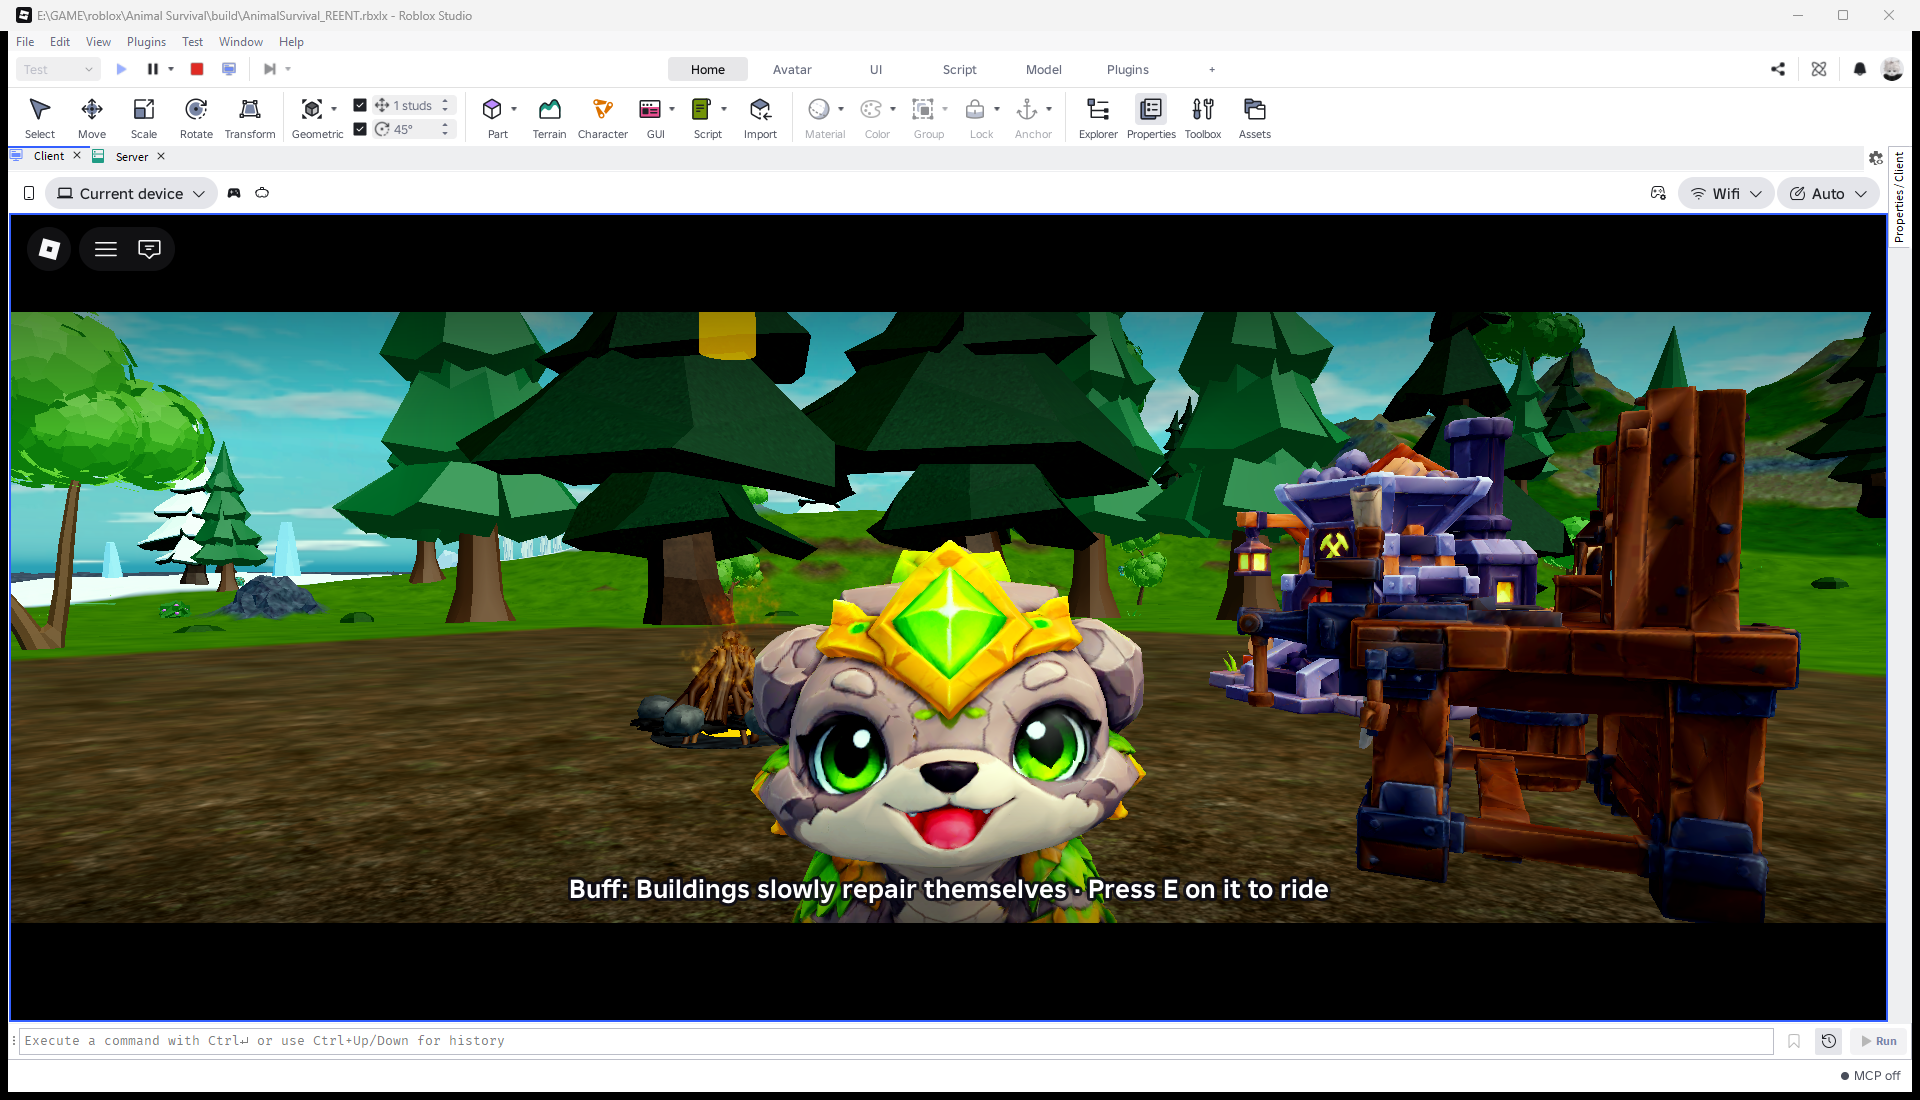 E:\GAME\roblox\Animal Survival\build\AnimalSurvival_REENT.rbxlx - Roblox Studio
File Edit View Plugins Test Window Help
Test
Home Avatar UI Script Model Plugins +
1 studs
45°
Select Move Scale Rotate Transform Geometric Part Terrain Character GUI Script Import Material Color Group Lock Anchor Explorer Properties Toolbox Assets
Client Server
Properties / Client
Current device
Wifi
Auto
Buff: Buildings slowly repair themselves · Press E on it to ride
Execute a command with Ctrl↵ or use Ctrl+Up/Down for history
Run
MCP off